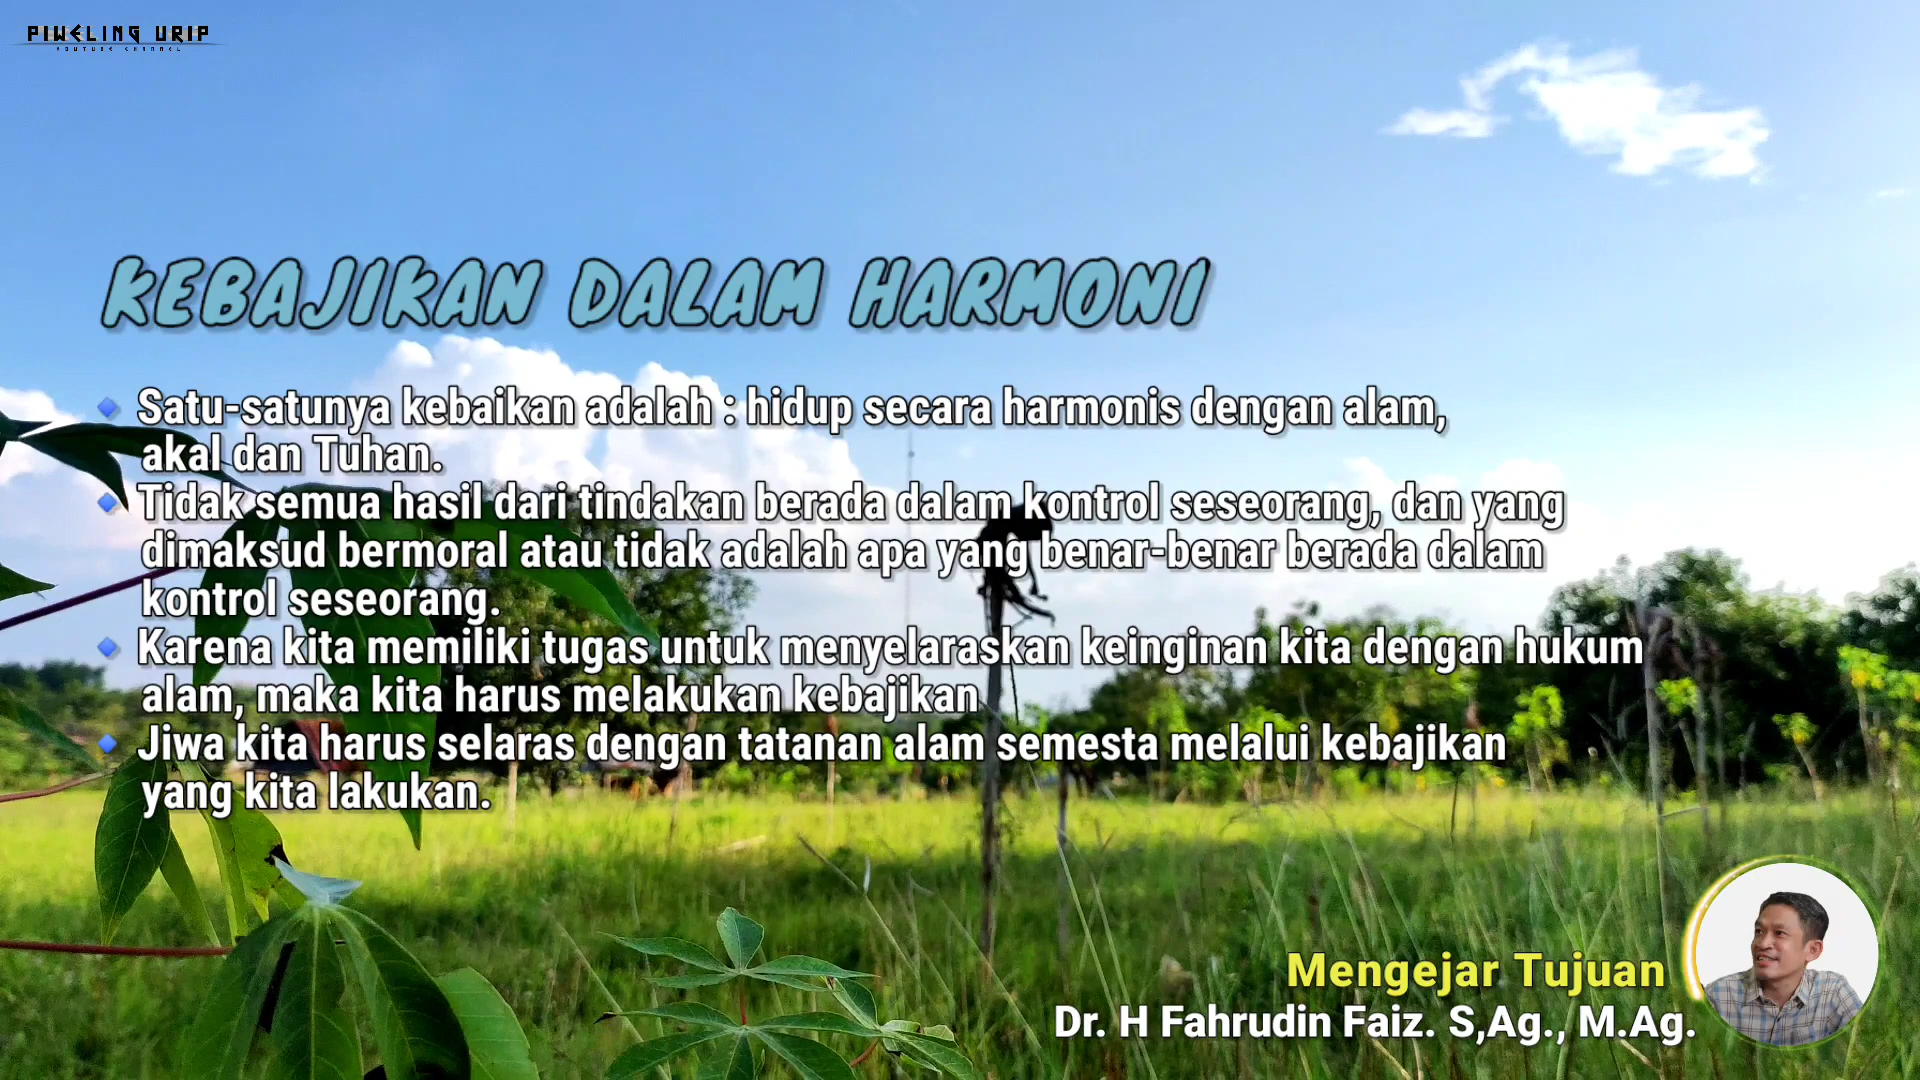 PIWELING URIP
YOUTUBE CHANNEL
KEBAJIKAN DALAM HARMONI
Satu-satunya kebaikan adalah : hidup secara harmonis dengan alam,
akal dan Tuhan.
Tidak semua hasil dari tindakan berada dalam kontrol seseorang, dan yang
dimaksud bermoral atau tidak adalah apa yang benar-benar berada dalam
kontrol seseorang.
Karena kita memiliki tugas untuk menyelaraskan keinginan kita dengan hukum
alam, maka kita harus melakukan kebajikan
Jiwa kita harus selaras dengan tatanan alam semesta melalui kebajikan
yang kita lakukan.
Mengejar Tujuan
Dr. H Fahrudin Faiz. S,Ag., M.Ag.